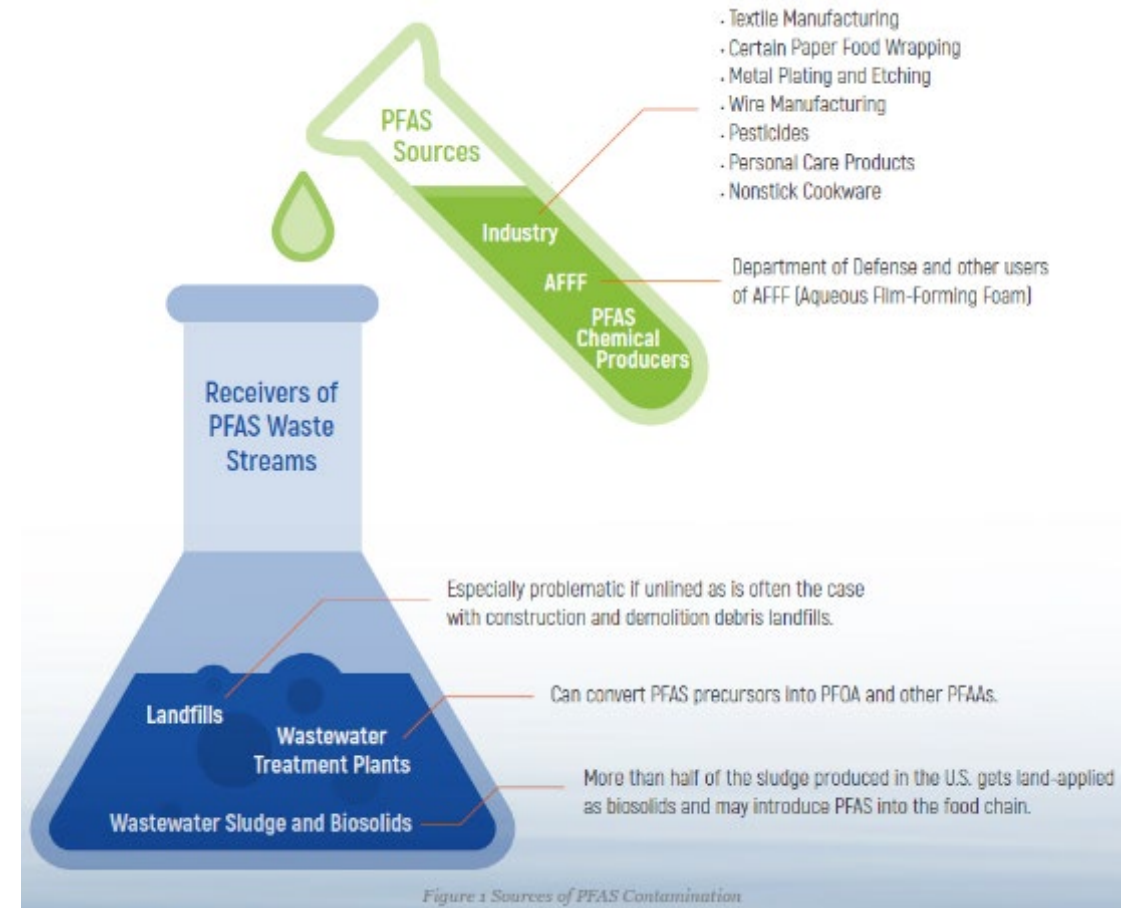 · Textile Manufacturing
· Certain Paper Food Wrapping
· Metal Plating and Etching
· Wire Manufacturing
· Pesticides
· Personal Care Products
· Nonstick Cookware
PFAS
Sources
Industry
AFFF
PFAS
Chemical
Producers
Department of Defense and other users
of AFFF (Aqueous Film-Forming Foam)
Receivers of
PFAS Waste
Streams
Especially problematic if unlined as is often the case
with construction and demolition debris landfills.
Landfills
Can convert PFAS precursors into PFOA and other PFAAs.
Wastewater
Treatment Plants
More than half of the sludge produced in the U.S. gets land-applied
as biosolids and may introduce PFAS into the food chain.
Wastewater Sludge and Biosolids
Figure 1 Sources of PFAS Contamination